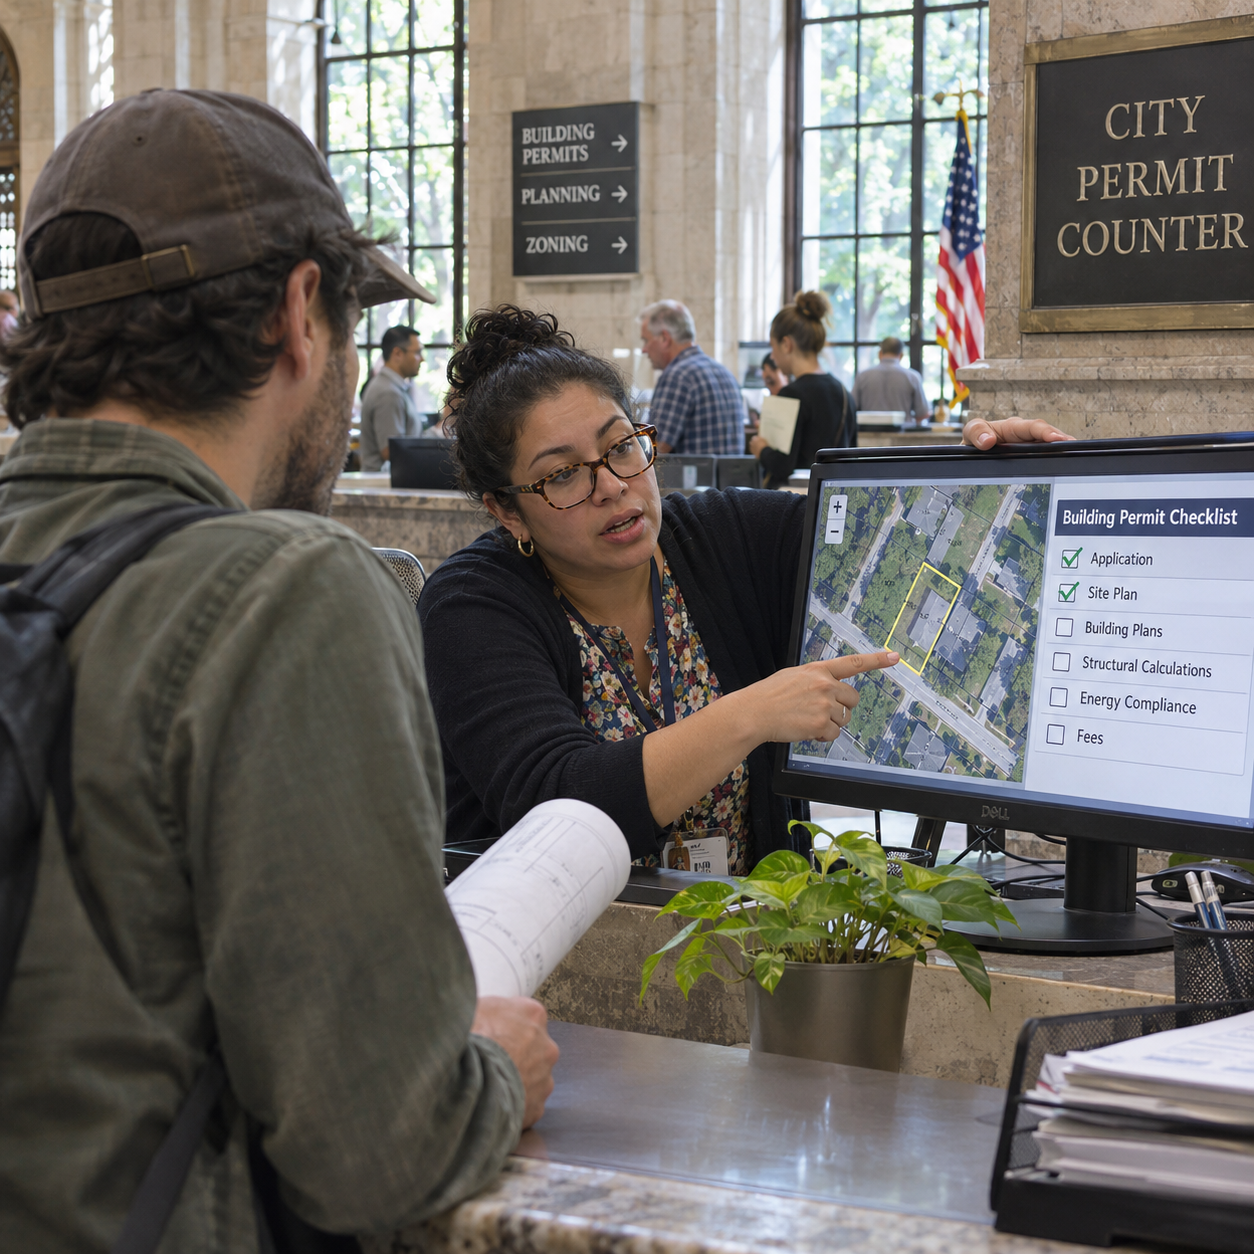 BUILDING
PERMITS →
PLANNING →
ZONING →
CITY
PERMIT
COUNTER
Building Permit Checklist
Application
Site Plan
Building Plans
Structural Calculations
Energy Compliance
Fees
DELL